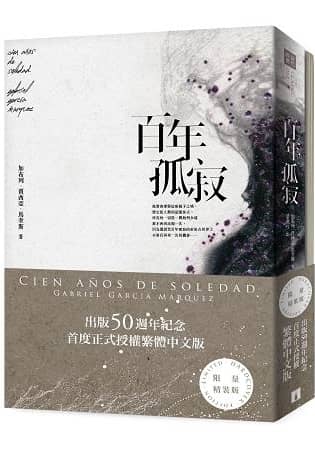 cien años
de
soledad
gabriel
garcía
márquez
百年
孤寂
加布列·賈西亞·馬奎斯 著
CIEN AÑOS DE SOLEDAD
GABRIEL GARCÍA MÁRQUEZ
出版50週年紀念
首度正式授權繁體中文版
百年孤寂
出版50週年紀念
首度正式授權
繁體中文版
LIMITED HARDCOVER EDITION
限量
精裝版